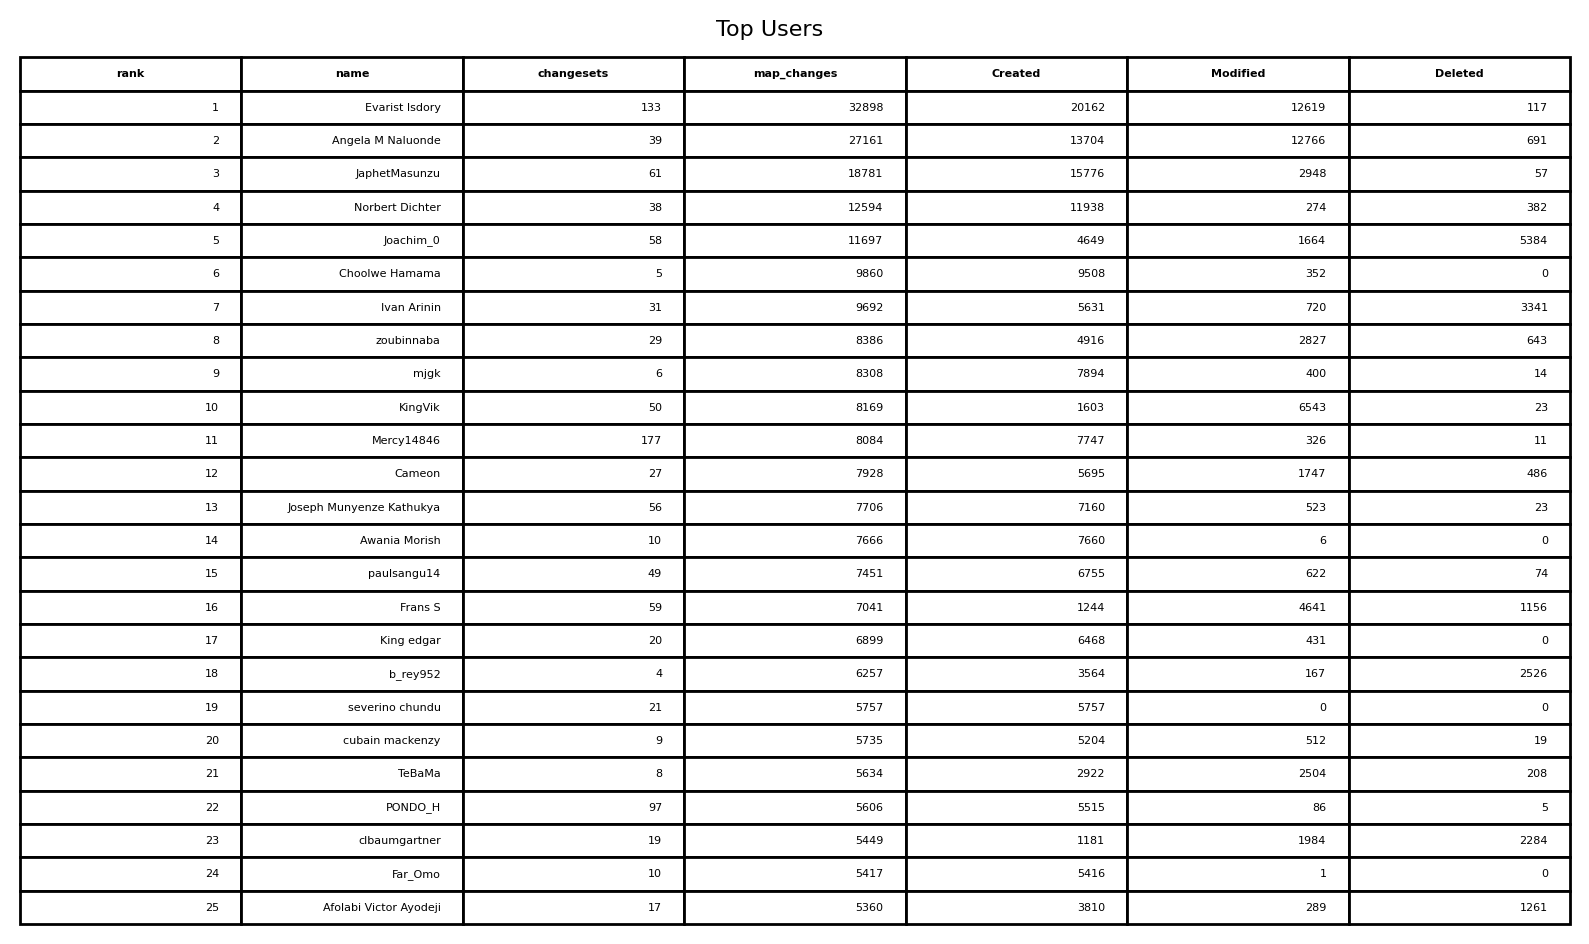 Top Users
rank name changesets map_changes Created Modified Deleted
1 Evarist Isdory 133 32898 20162 12619 117
2 Angela M Naluonde 39 27161 13704 12766 691
3 JaphetMasunzu 61 18781 15776 2948 57
4 Norbert Dichter 38 12594 11938 274 382
5 Joachim_0 58 11697 4649 1664 5384
6 Choolwe Hamama 5 9860 9508 352 0
7 Ivan Arinin 31 9692 5631 720 3341
8 zoubinnaba 29 8386 4916 2827 643
9 mjgk 6 8308 7894 400 14
10 KingVik 50 8169 1603 6543 23
11 Mercy14846 177 8084 7747 326 11
12 Cameon 27 7928 5695 1747 486
13 Joseph Munyenze Kathukya 56 7706 7160 523 23
14 Awania Morish 10 7666 7660 6 0
15 paulsangu14 49 7451 6755 622 74
16 Frans S 59 7041 1244 4641 1156
17 King edgar 20 6899 6468 431 0
18 b_rey952 4 6257 3564 167 2526
19 severino chundu 21 5757 5757 0 0
20 cubain mackenzy 9 5735 5204 512 19
21 TeBaMa 8 5634 2922 2504 208
22 PONDO_H 97 5606 5515 86 5
23 clbaumgartner 19 5449 1181 1984 2284
24 Far_Omo 10 5417 5416 1 0
25 Afolabi Victor Ayodeji 17 5360 3810 289 1261